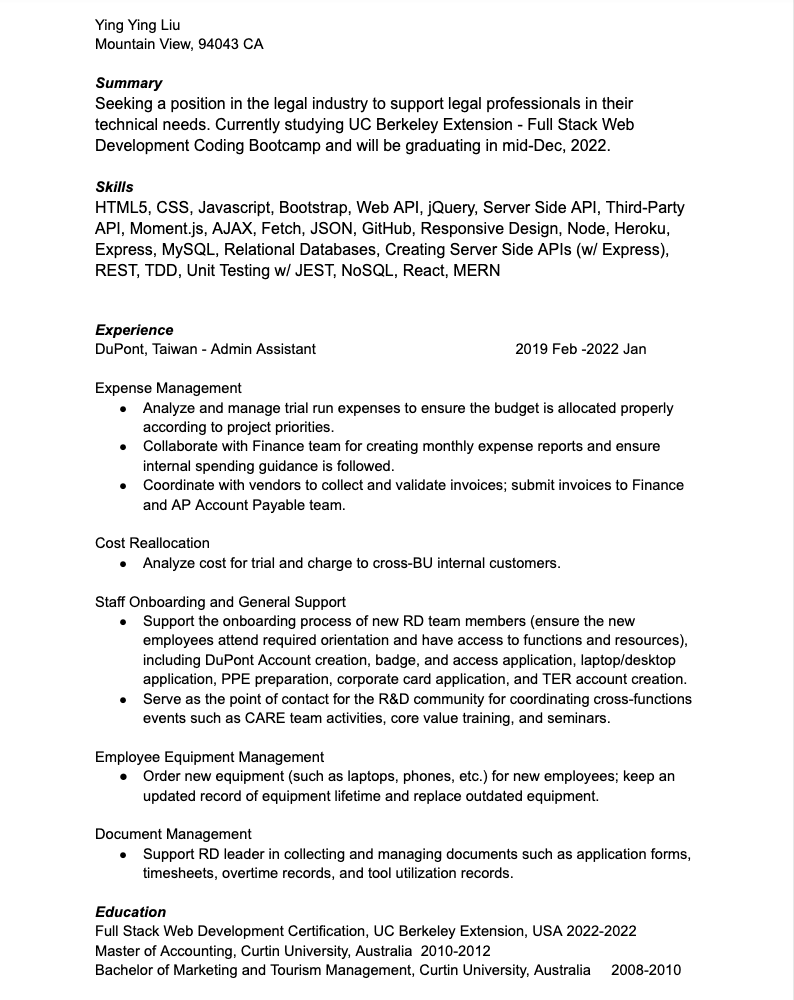 Ying Ying Liu
Mountain View, 94043 CA
Summary
Seeking a position in the legal industry to support legal professionals in their
technical needs. Currently studying UC Berkeley Extension - Full Stack Web
Development Coding Bootcamp and will be graduating in mid-Dec, 2022.
Skills
HTML5, CSS, Javascript, Bootstrap, Web API, jQuery, Server Side API, Third-Party
API, Moment.js, AJAX, Fetch, JSON, GitHub, Responsive Design, Node, Heroku,
Express, MySQL, Relational Databases, Creating Server Side APIs (w/ Express),
REST, TDD, Unit Testing w/ JEST, NoSQL, React, MERN
Experience
DuPont, Taiwan - Admin Assistant 2019 Feb -2022 Jan
Expense Management
● Analyze and manage trial run expenses to ensure the budget is allocated properly
according to project priorities.
● Collaborate with Finance team for creating monthly expense reports and ensure
internal spending guidance is followed.
● Coordinate with vendors to collect and validate invoices; submit invoices to Finance
and AP Account Payable team.
Cost Reallocation
● Analyze cost for trial and charge to cross-BU internal customers.
Staff Onboarding and General Support
● Support the onboarding process of new RD team members (ensure the new
employees attend required orientation and have access to functions and resources),
including DuPont Account creation, badge, and access application, laptop/desktop
application, PPE preparation, corporate card application, and TER account creation.
● Serve as the point of contact for the R&D community for coordinating cross-functions
events such as CARE team activities, core value training, and seminars.
Employee Equipment Management
● Order new equipment (such as laptops, phones, etc.) for new employees; keep an
updated record of equipment lifetime and replace outdated equipment.
Document Management
● Support RD leader in collecting and managing documents such as application forms,
timesheets, overtime records, and tool utilization records.
Education
Full Stack Web Development Certification, UC Berkeley Extension, USA 2022-2022
Master of Accounting, Curtin University, Australia 2010-2012
Bachelor of Marketing and Tourism Management, Curtin University, Australia 2008-2010